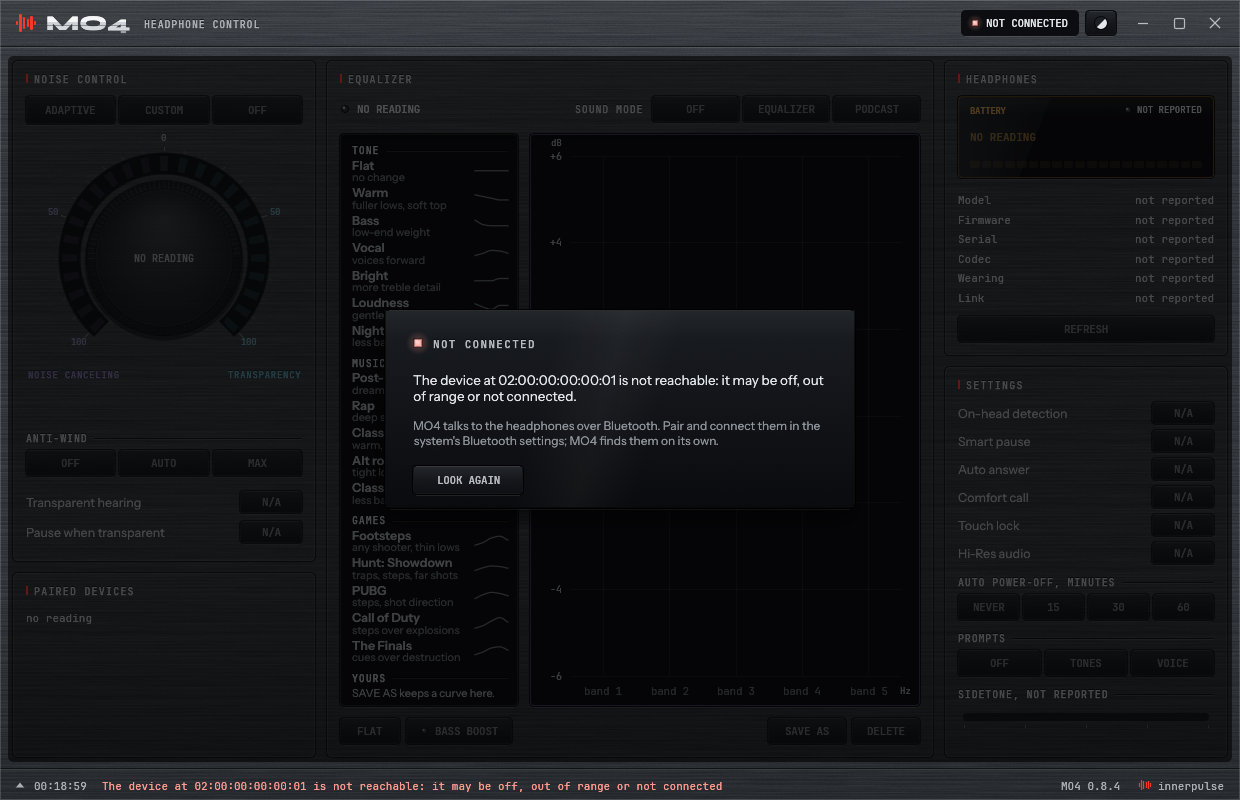 MO4 HEADPHONE CONTROL
NOT CONNECTED
NOISE CONTROL
ADAPTIVE CUSTOM OFF
0
50 50
NO READING
100 100
NOISE CANCELING TRANSPARENCY
ANTI-WIND
OFF AUTO MAX
Transparent hearing N/A
Pause when transparent N/A
PAIRED DEVICES
no reading
EQUALIZER
NO READING
SOUND MODE OFF EQUALIZER PODCAST
TONE
Flat
no change
Warm
fuller lows, soft top
Bass
low-end weight
Vocal
voices forward
Bright
more treble detail
Loudness
gentle
Night
less ba
MUSIC
Post-
dream
Rap
deep s
Class
warm,
Alt ro
tight lo
Class
less ba
GAMES
Footsteps
any shooter, thin lows
Hunt: Showdown
traps, steps, far shots
PUBG
steps, shot direction
Call of Duty
steps over explosions
The Finals
cues over destruction
YOURS
SAVE AS keeps a curve here.
dB
+6
+4
-4
-6
band 1 band 2 band 3 band 4 band 5 Hz
FLAT BASS BOOST SAVE AS DELETE
NOT CONNECTED
The device at 02:00:00:00:00:01 is not reachable: it may be off, out
of range or not connected.
MO4 talks to the headphones over Bluetooth. Pair and connect them in the
system's Bluetooth settings; MO4 finds them on its own.
LOOK AGAIN
HEADPHONES
BATTERY NOT REPORTED
NO READING
Model not reported
Firmware not reported
Serial not reported
Codec not reported
Wearing not reported
Link not reported
REFRESH
SETTINGS
On-head detection N/A
Smart pause N/A
Auto answer N/A
Comfort call N/A
Touch lock N/A
Hi-Res audio N/A
AUTO POWER-OFF, MINUTES
NEVER 15 30 60
PROMPTS
OFF TONES VOICE
SIDETONE, NOT REPORTED
00:18:59 The device at 02:00:00:00:00:01 is not reachable: it may be off, out of range or not connected
MO4 0.8.4 innerpulse